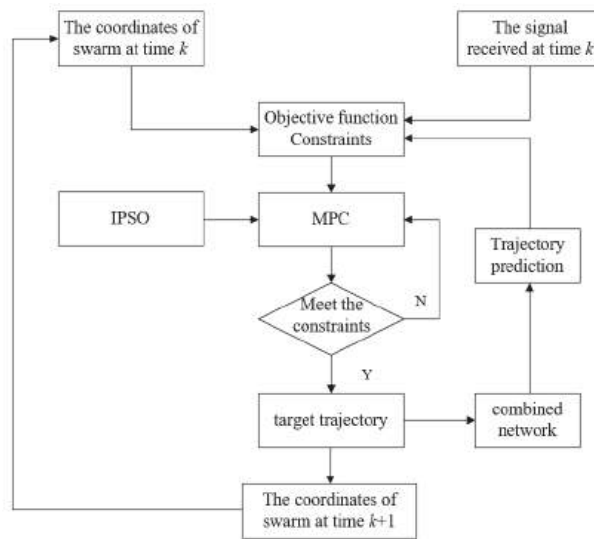 The coordinates of
swarm at time k
The signal
received at time k
Objective function
Constraints
IPSO
MPC
Trajectory
prediction
Meet the
constraints
N
Y
target trajectory
combined
network
The coordinates of
swarm at time k+1